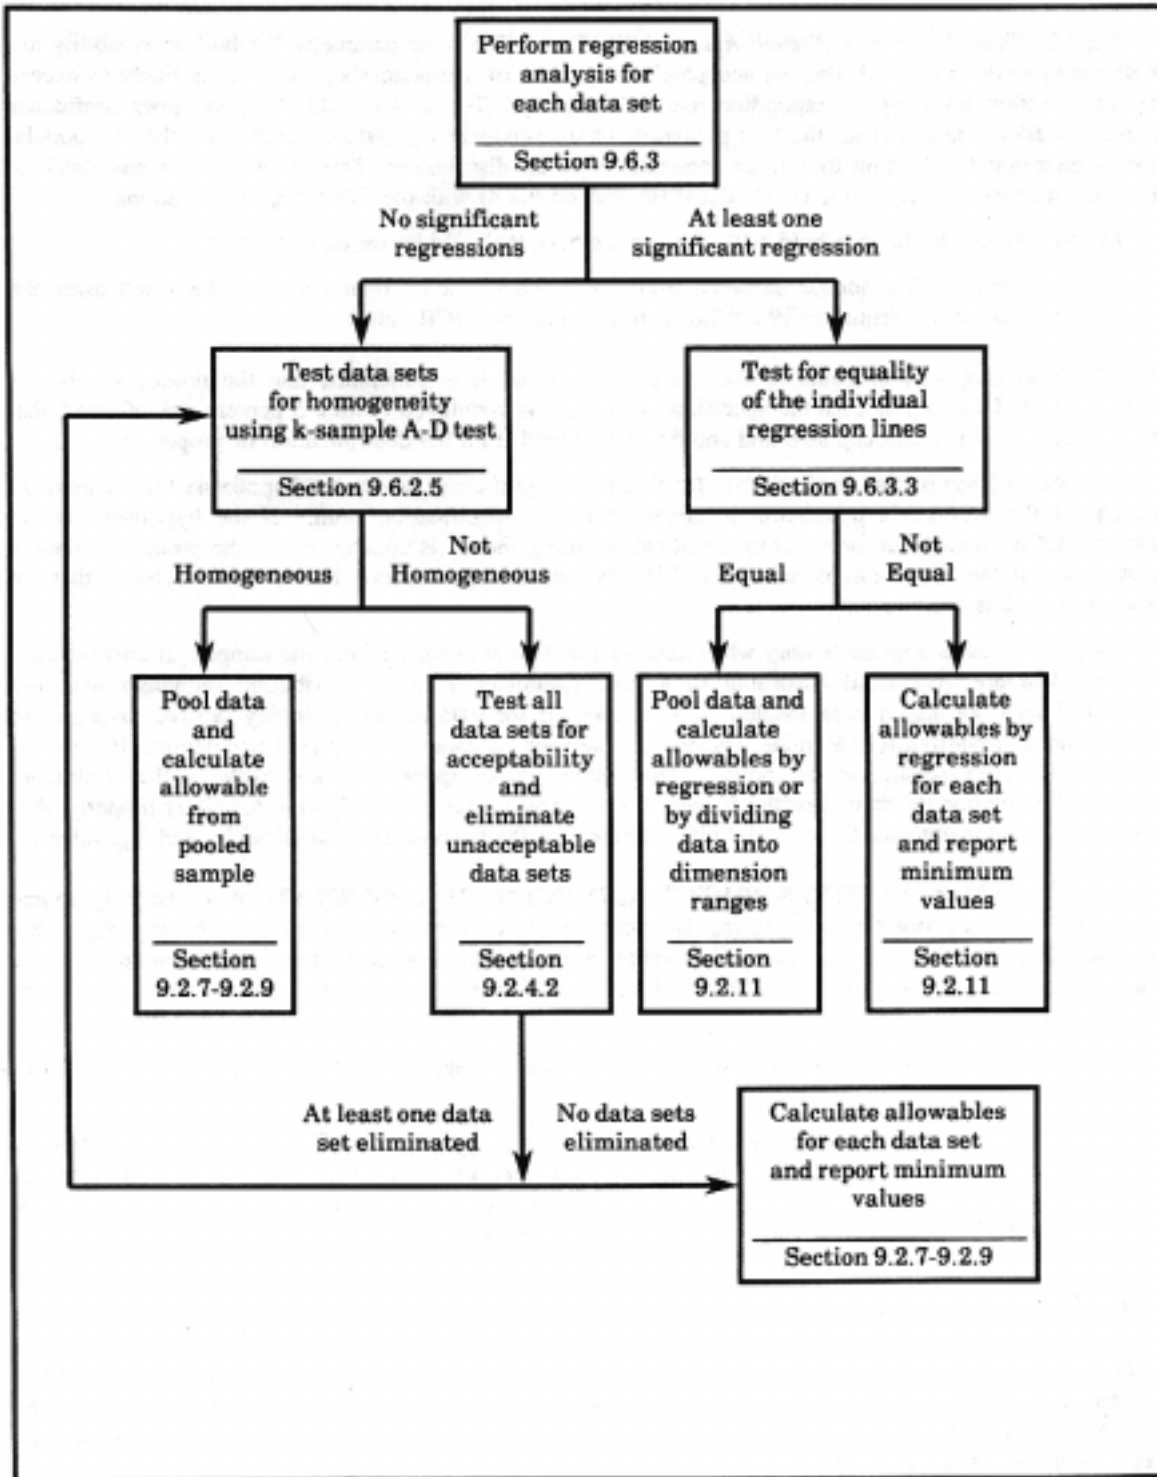 Perform regression
analysis for
each data set
Section 9.6.3
No significant
regressions
At least one
significant regression
Test data sets
for homogeneity
using k-sample A-D test
Section 9.6.2.5
Test for equality
of the individual
regression lines
Section 9.6.3.3
Homogeneous
Not
Homogeneous
Equal
Not
Equal
Pool data
and
calculate
allowable
from
pooled
sample
Section
9.2.7-9.2.9
Test all
data sets for
acceptability
and
eliminate
unacceptable
data sets
Section
9.2.4.2
Pool data and
calculate
allowables by
regression or
by dividing
data into
dimension
ranges
Section
9.2.11
Calculate
allowables by
regression
for each
data set
and report
minimum
values
Section
9.2.11
At least one data
set eliminated
No data sets
eliminated
Calculate allowables
for each data set
and report minimum
values
Section 9.2.7-9.2.9